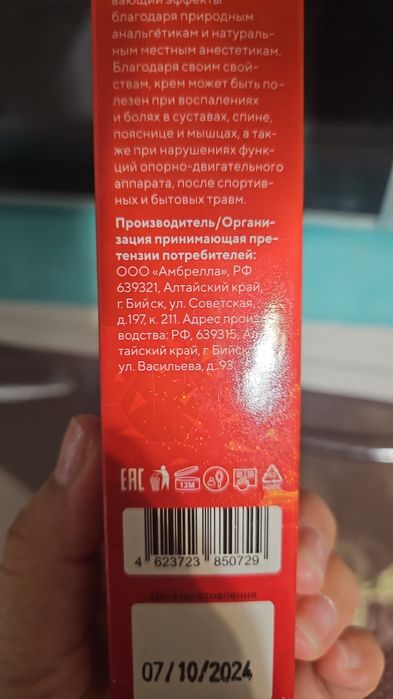 вающий эффекты
благодаря природным
анальгетикам и натураль-
ным местным анестетикам.
Благодаря своим свой-
ствам, крем может быть по-
лезен при воспалениях
и болях в суставах, спине,
пояснице и мышцах, а так-
же при нарушениях функ-
ций опорно-двигательного
аппарата, после спортив-
ных и бытовых травм.
Производитель/Органи-
зация принимающая пре-
тензии потребителей:
ООО «Амбрелла», РФ
639321, Алтайский край,
г. Бийск, ул. Советская,
д.197, к. 211. Адрес произ
водства: РФ, 639315, Ал
тайский край, г. Бийск
ул. Васильева, д. 93
EAC 12M
4 623723 850729
Дата изготовления:
07/10/2024